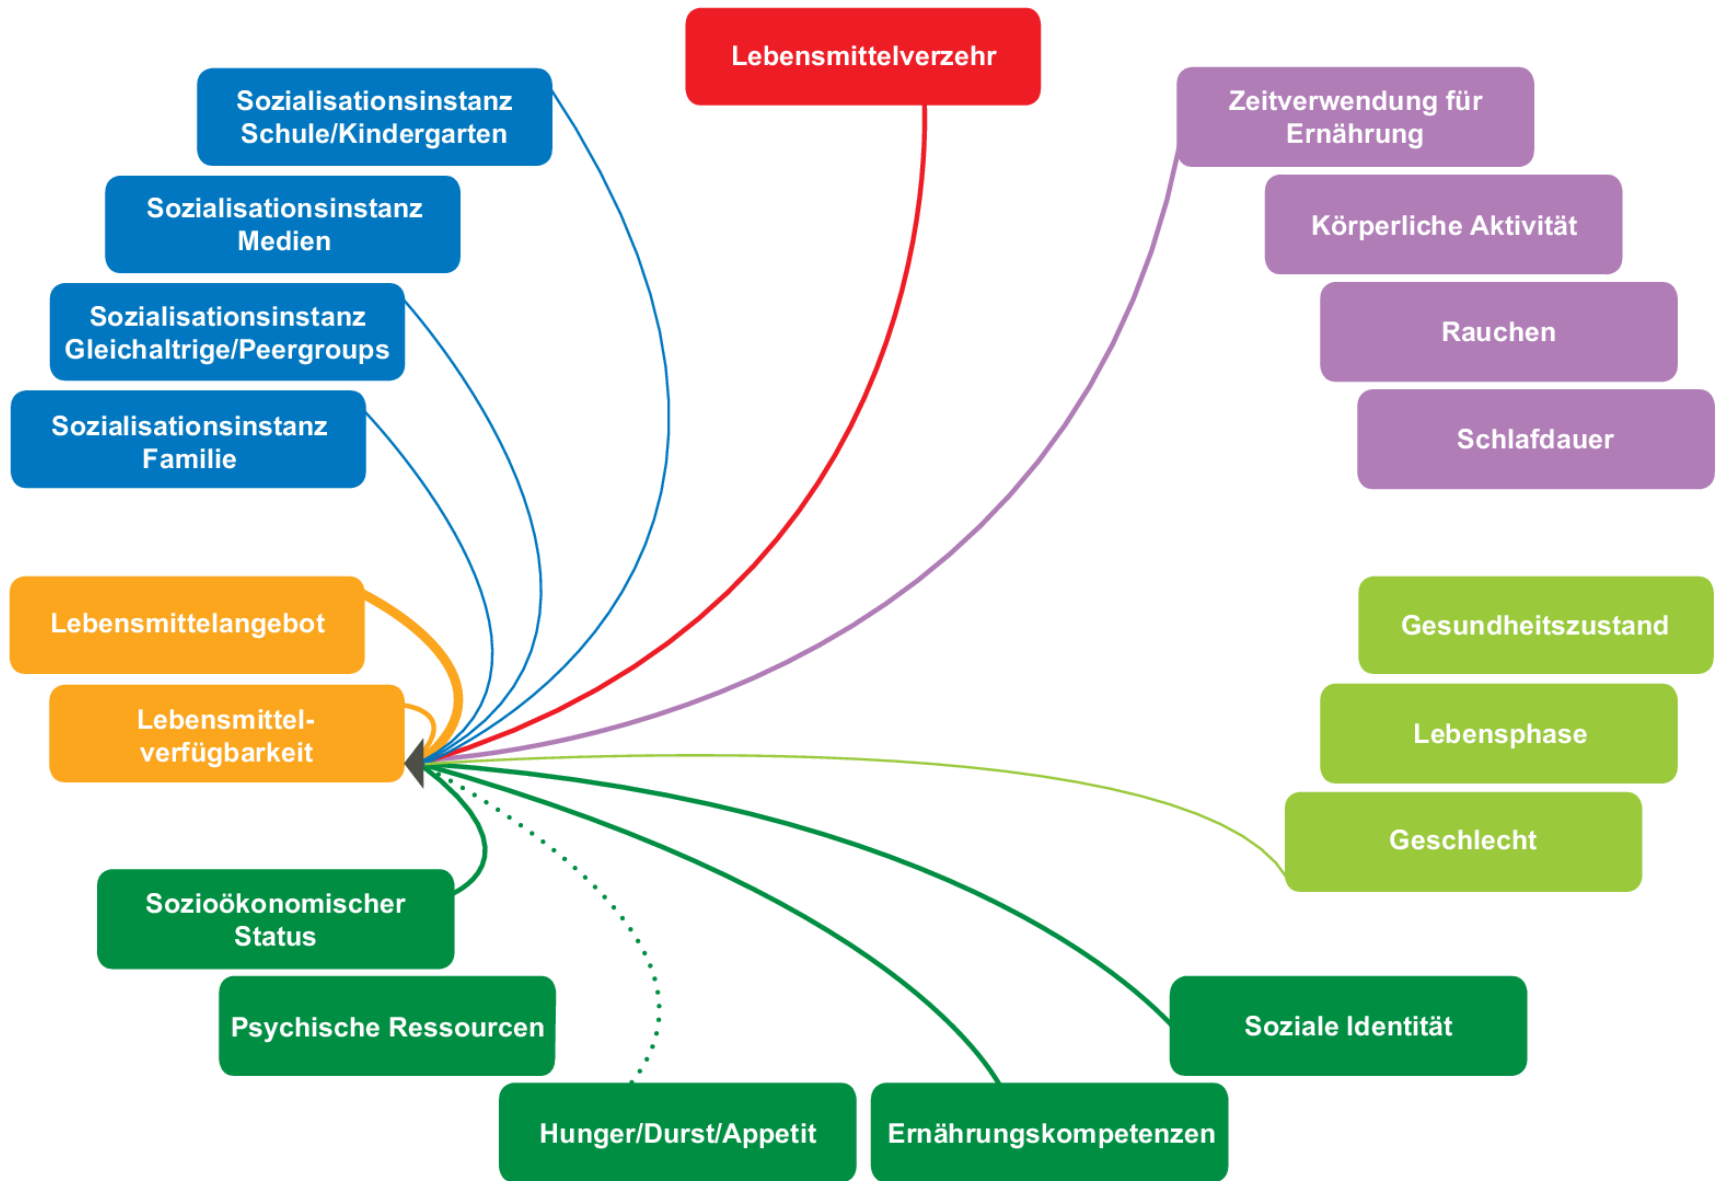 Lebensmittelverzehr
Sozialisationsinstanz
Schule/Kindergarten
Sozialisationsinstanz
Medien
Sozialisationsinstanz
Gleichaltrige/Peergroups
Sozialisationsinstanz
Familie
Lebensmittelangebot
Lebensmittel-
verfügbarkeit
Sozioökonomischer
Status
Psychische Ressourcen
Hunger/Durst/Appetit
Ernährungskompetenzen
Soziale Identität
Geschlecht
Lebensphase
Gesundheitszustand
Schlafdauer
Rauchen
Körperliche Aktivität
Zeitverwendung für
Ernährung